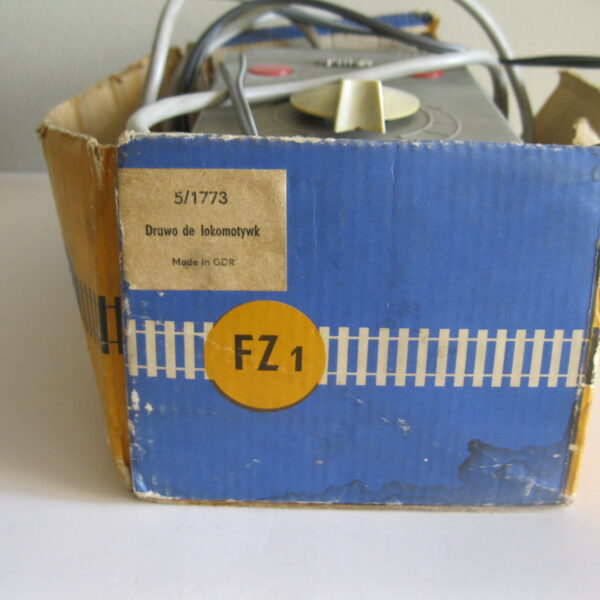 5/1773
Drawo de lokomotywk
Made in GDR
FZ 1